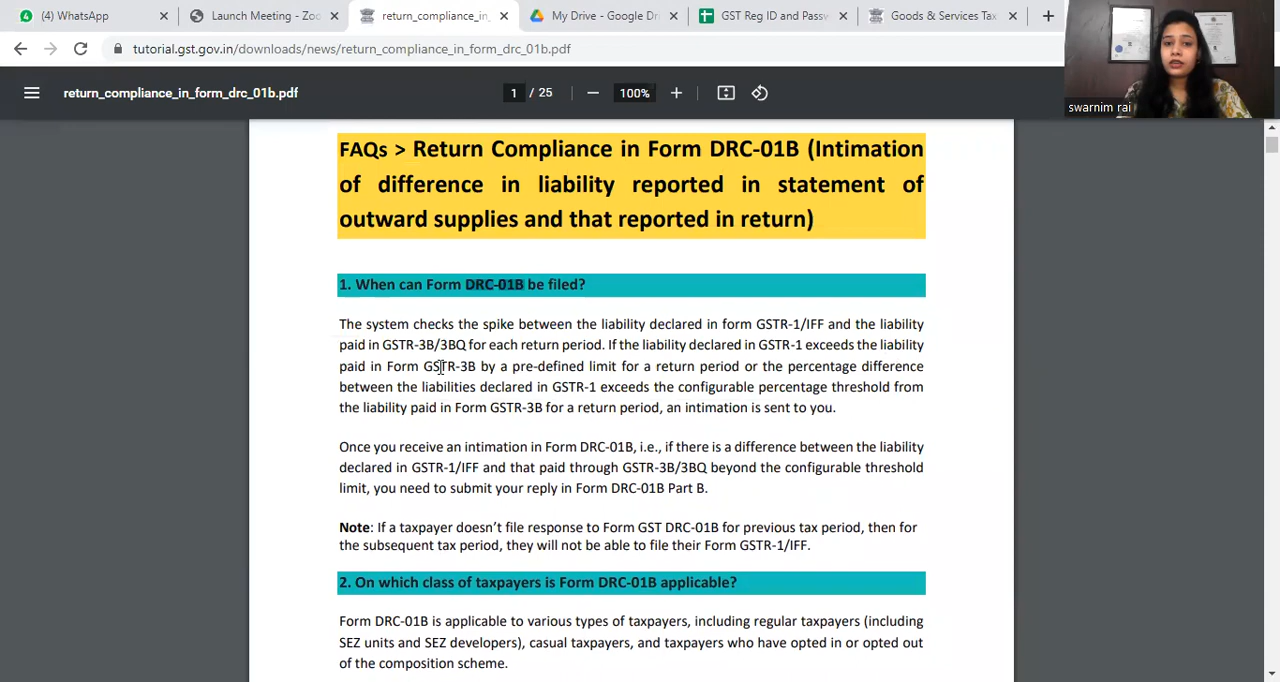 4 (4) WhatsApp
Launch Meeting - Zoo
return_compliance_in_
My Drive - Google Dr
GST Reg ID and Passw
Goods & Services Tax
tutorial.gst.gov.in/downloads/news/return_compliance_in_form_drc_01b.pdf
swarnim rai
return_compliance_in_form_drc_01b.pdf
1 / 25
100%
FAQs > Return Compliance in Form DRC-01B (Intimation
of difference in liability reported in statement of
outward supplies and that reported in return)
1. When can Form DRC-01B be filed?
The system checks the spike between the liability declared in form GSTR-1/IFF and the liability
paid in GSTR-3B/3BQ for each return period. If the liability declared in GSTR-1 exceeds the liability
paid in Form GSTR-3B by a pre-defined limit for a return period or the percentage difference
between the liabilities declared in GSTR-1 exceeds the configurable percentage threshold from
the liability paid in Form GSTR-3B for a return period, an intimation is sent to you.
Once you receive an intimation in Form DRC-01B, i.e., if there is a difference between the liability
declared in GSTR-1/IFF and that paid through GSTR-3B/3BQ beyond the configurable threshold
limit, you need to submit your reply in Form DRC-01B Part B.
Note: If a taxpayer doesn't file response to Form GST DRC-01B for previous tax period, then for
the subsequent tax period, they will not be able to file their Form GSTR-1/IFF.
2. On which class of taxpayers is Form DRC-01B applicable?
Form DRC-01B is applicable to various types of taxpayers, including regular taxpayers (including
SEZ units and SEZ developers), casual taxpayers, and taxpayers who have opted in or opted out
of the composition scheme.